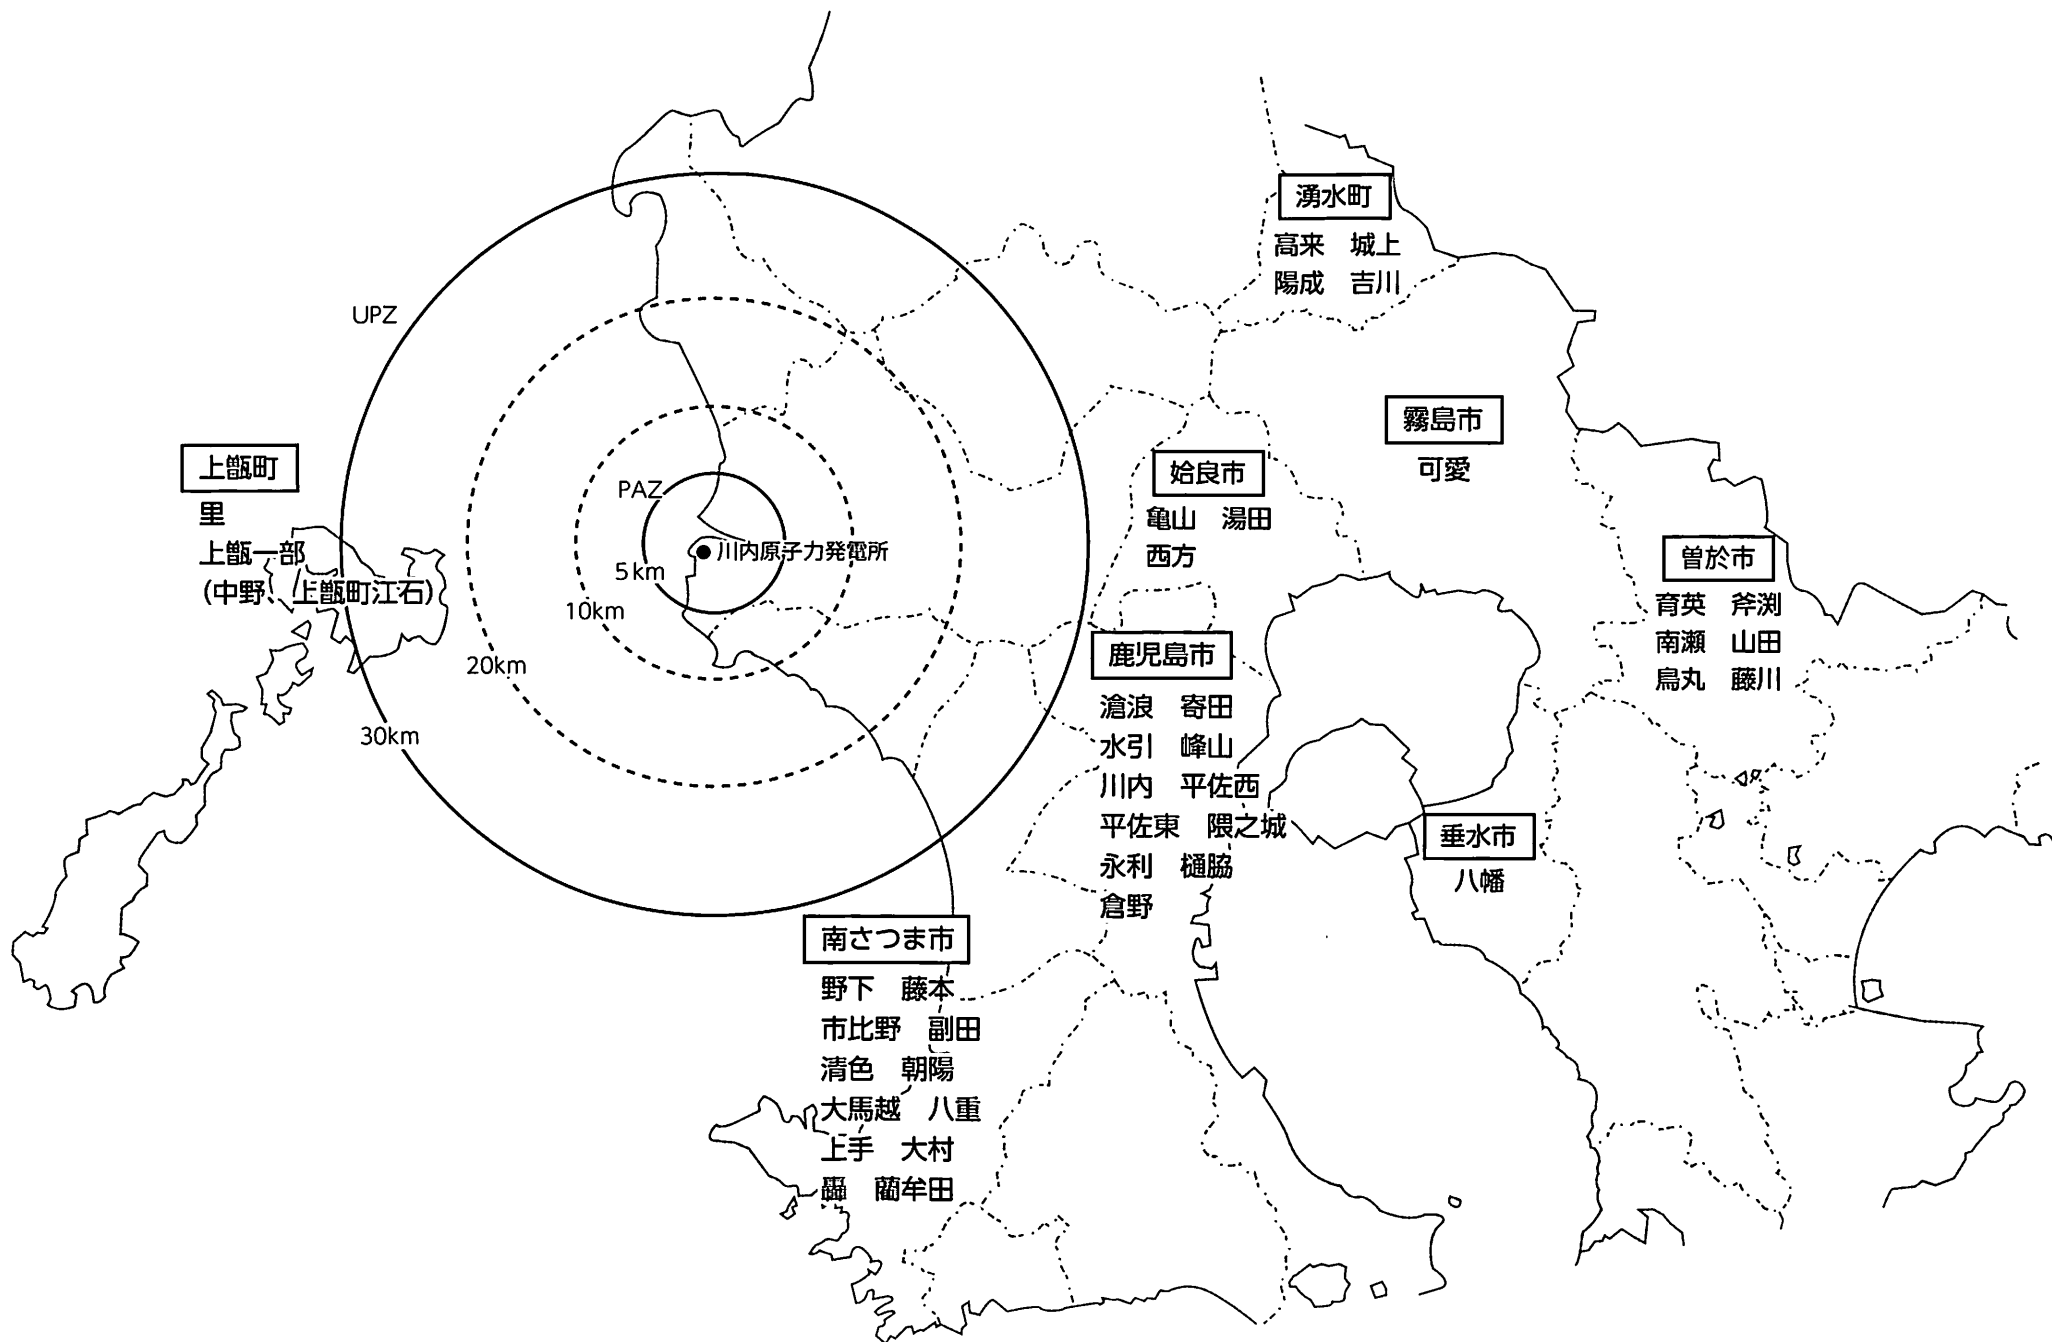 湧水町
高来 城上
陽成 吉川
UPZ
霧島市
可愛
上甑町
里
上甑一部
(中野、上甑町江石)
姶良市
亀山 湯田
西方
PAZ
川内原子力発電所
5km
10km
20km
30km
曽於市
育英 斧渕
南瀬 山田
鳥丸 藤川
鹿児島市
滄浪 寄田
水引 峰山
川内 平佐西
平佐東 隈之城
永利 樋脇
倉野
垂水市
八幡
南さつま市
野下 藤本
市比野 副田
清色 朝陽
大馬越 八重
上手 大村
轟 藺牟田